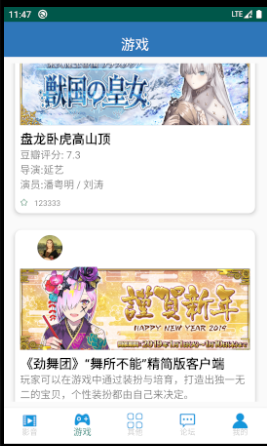 11:47
LTE
游戏
獣国の皇女
盘龙卧虎高山顶
豆瓣评分: 7.3
导演:延艺
演员:潘粤明 / 刘涛
123333
謹賀新年
HAPPY NEW YEAR 2019
《劲舞团》“舞所不能”精简版客户端
玩家可以在游戏中通过装扮与培育，打造出独一无
二的宝贝，个性装扮都由自己来决定。
游戏
论坛
我的